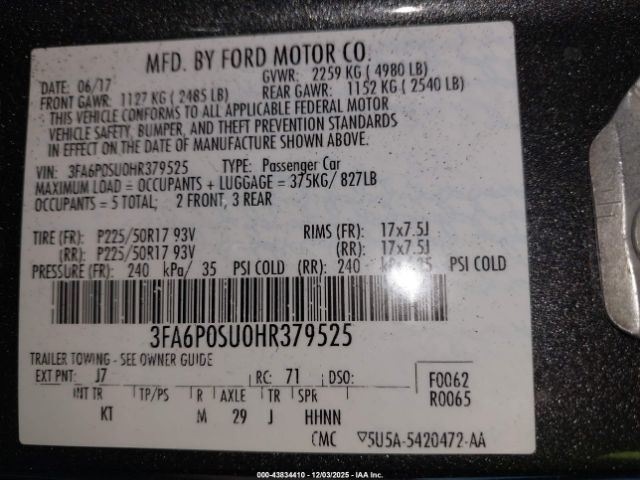 MFD. BY FORD MOTOR CO.
DATE: 06/17 GVWR: 2259 KG ( 4980 LB)
FRONT GAWR: 1127 KG ( 2485 LB) REAR GAWR: 1152 KG ( 2540 LB)
THIS VEHICLE CONFORMS TO ALL APPLICABLE FEDERAL MOTOR
VEHICLE SAFETY, BUMPER, AND THEFT PREVENTION STANDARDS
IN EFFECT ON THE DATE OF MANUFACTURE SHOWN ABOVE.
VIN: 3FA6P0SU0HR379525 TYPE: Passenger Car
MAXIMUM LOAD = OCCUPANTS + LUGGAGE = 375KG/ 827LB
OCCUPANTS = 5 TOTAL; 2 FRONT, 3 REAR
TIRE (FR): P225/50R17 93V RIMS (FR): 17x7.5J
(RR): P225/50R17 93V (RR): 17x7.5J
PRESSURE (FR): 240 kPa/ 35 PSI COLD (RR): 240 kPa/35 PSI COLD
3FA6P0SU0HR379525
TRAILER TOWING - SEE OWNER GUIDE
EXT PNT: J7 RC: 71 DSO: F0062
INT TR TP/PS R AXLE TR SPR R0065
KT M 29 J HHNN
CMC ▽5U5A-5420472-AA
000-43834410 - 12/03/2025 - IAA Inc.